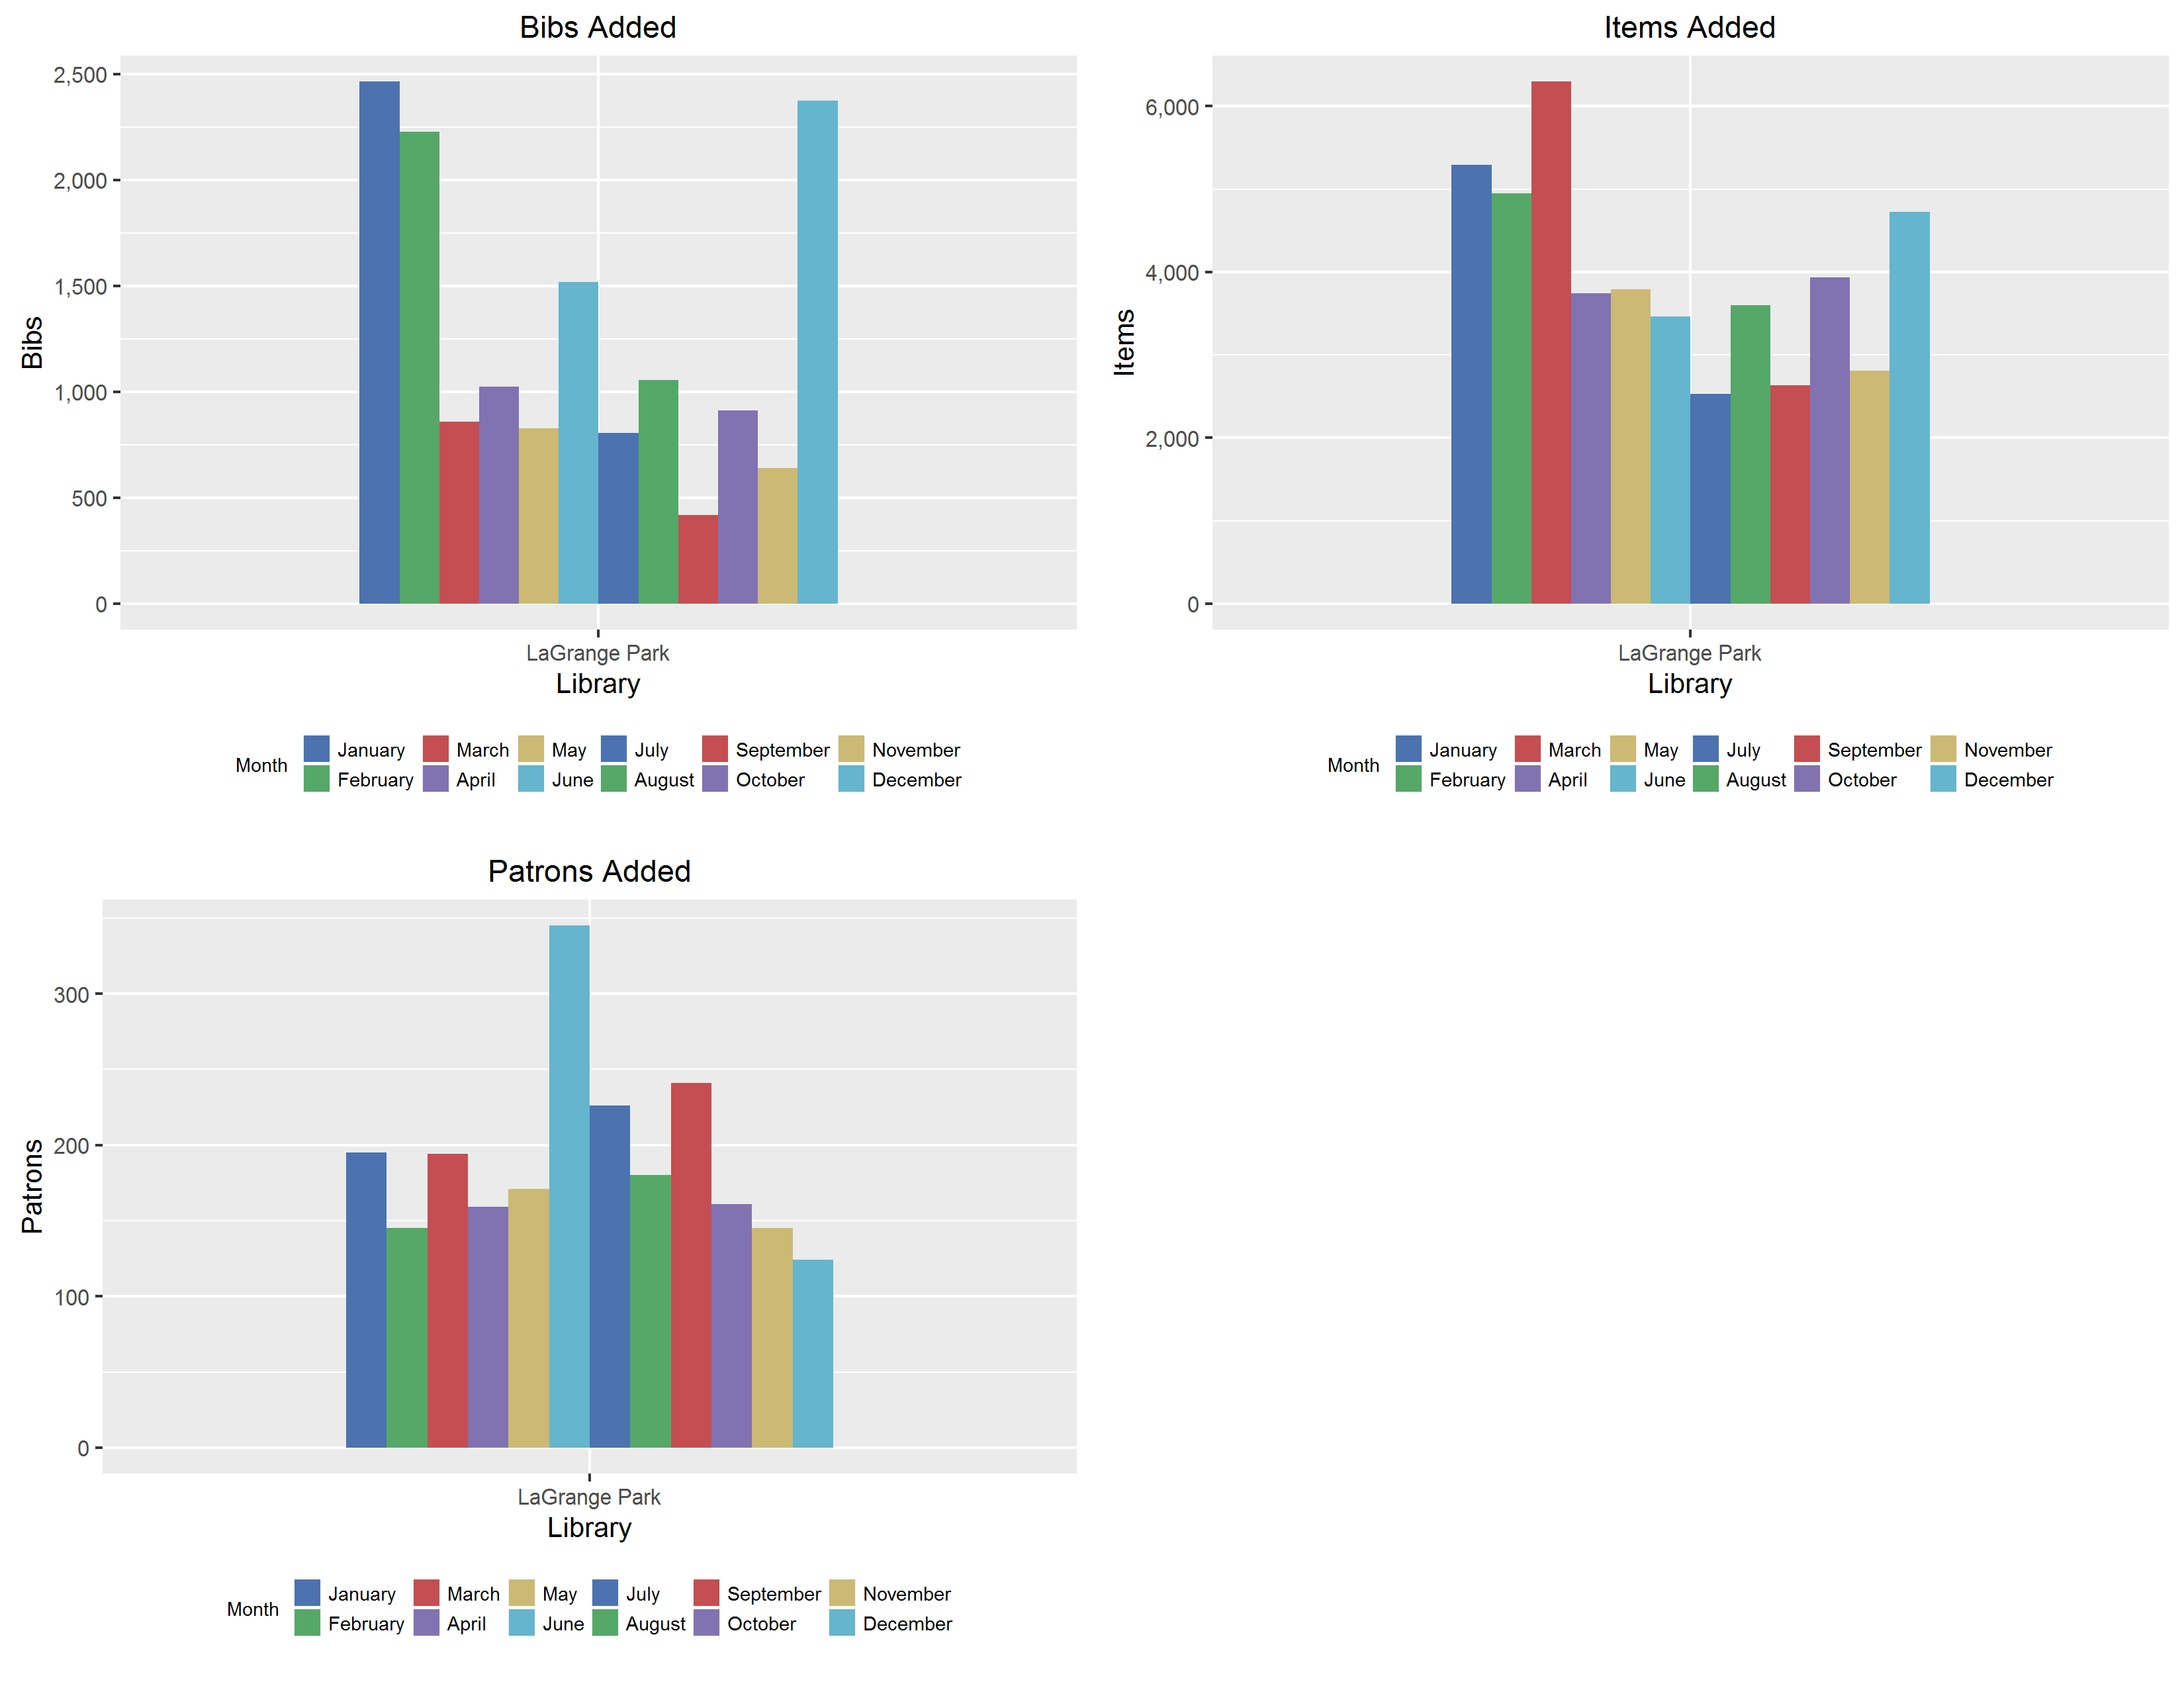 Bibs Added
2,500
2,000
1,500
1,000
500
0
Bibs
LaGrange Park
Library
Month
January March May July September November
February April June August October December
Items Added
6,000
4,000
2,000
0
Items
LaGrange Park
Library
Month
January March May July September November
February April June August October December
Patrons Added
300
200
100
0
Patrons
LaGrange Park
Library
Month
January March May July September November
February April June August October December